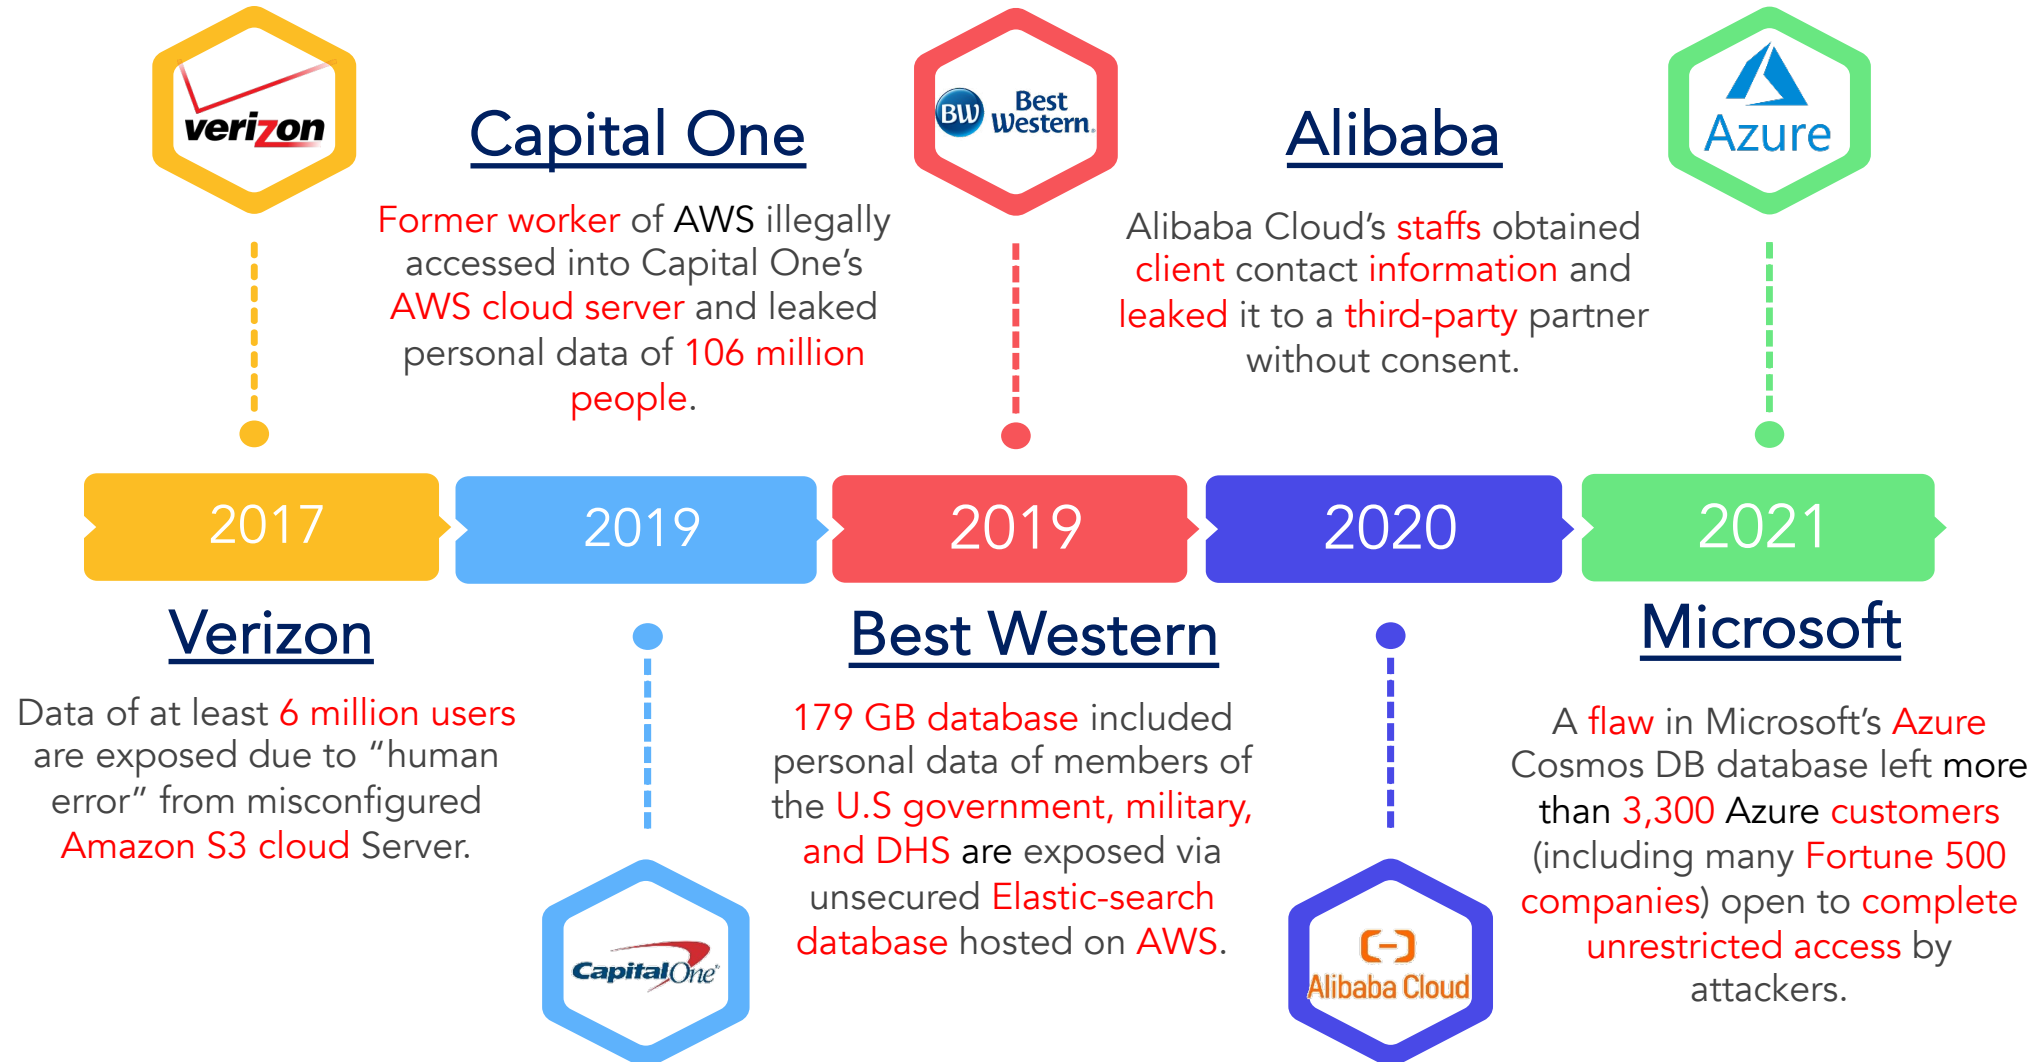 verizon
Capital One
Former worker of AWS illegally
accessed into Capital One’s
AWS cloud server and leaked
personal data of 106 million
people.
BW Best
Western.
Alibaba
Alibaba Cloud’s staffs obtained
client contact information and
leaked it to a third-party partner
without consent.
Azure
2017
2019
2019
2020
2021
Verizon
Data of at least 6 million users
are exposed due to “human
error” from misconfigured
Amazon S3 cloud Server.
CapitalOne®
Best Western
179 GB database included
personal data of members of
the U.S government, military,
and DHS are exposed via
unsecured Elastic-search
database hosted on AWS.
Alibaba Cloud
Microsoft
A flaw in Microsoft’s Azure
Cosmos DB database left more
than 3,300 Azure customers
(including many Fortune 500
companies) open to complete
unrestricted access by
attackers.